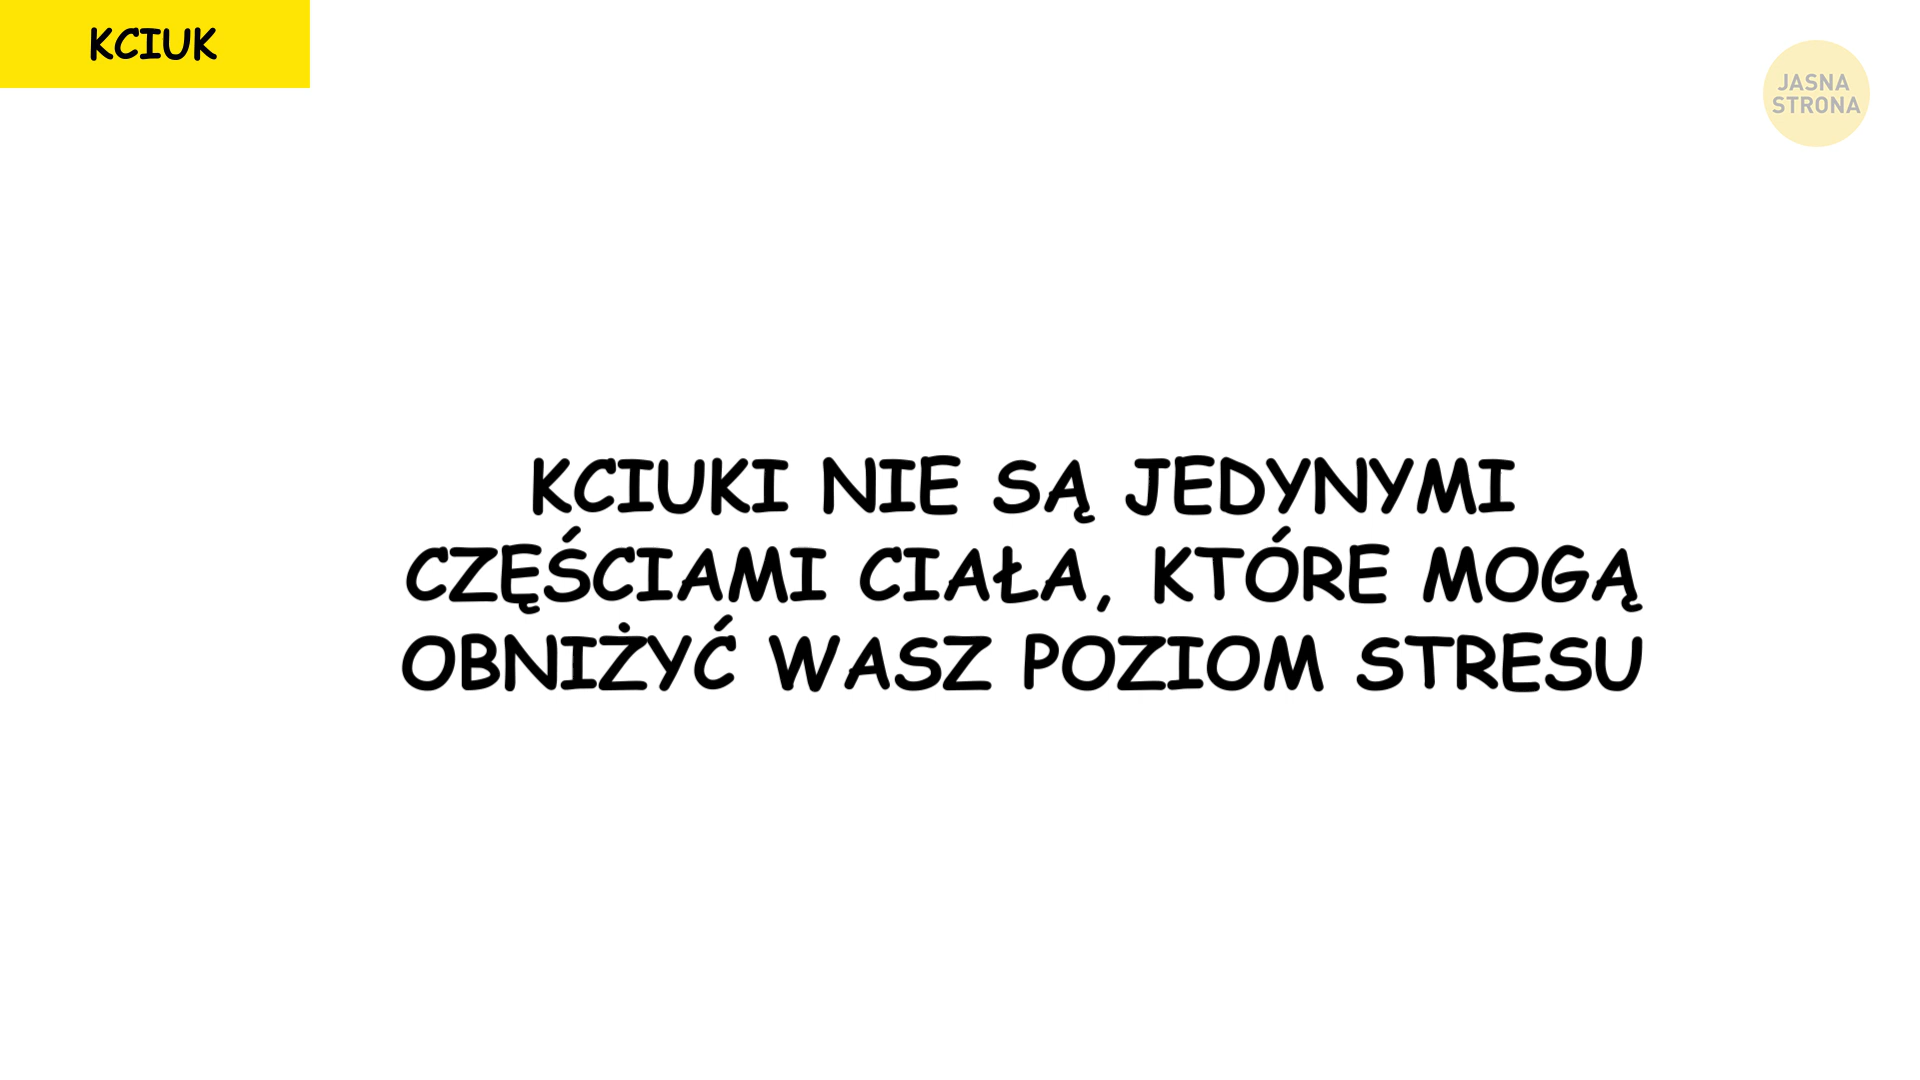 KCIUK
JASNA
STRONA
KCIUKI NIE SĄ JEDYNYMI
CZĘŚCIAMI CIAŁA, KTÓRE MOGĄ
OBNIŻYĆ WASZ POZIOM STRESU